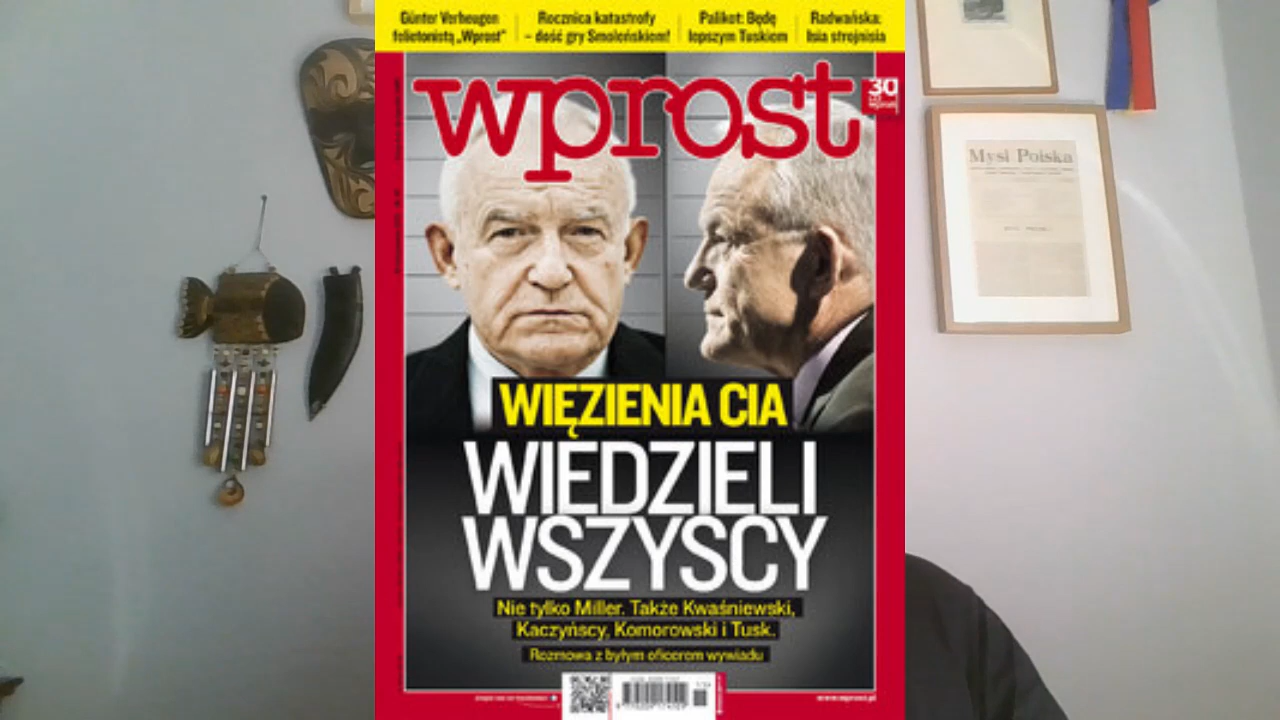 Günter Verheugen
felietonistą „Wprost”
Rocznica katastrofy
– dość gry Smoleńskiem!
Palikot: Będę
lepszym Tuskiem
Radwańska:
Isia strojnisia
wprost
30
WIĘZIENIA CIA
WIEDZIELI
WSZYSCY
Nie tylko Miller. Także Kwaśniewski,
Kaczyńscy, Komorowski i Tusk.
Rozmowa z byłym oficerem wywiadu
www.wprost.pl
Myśl Polska